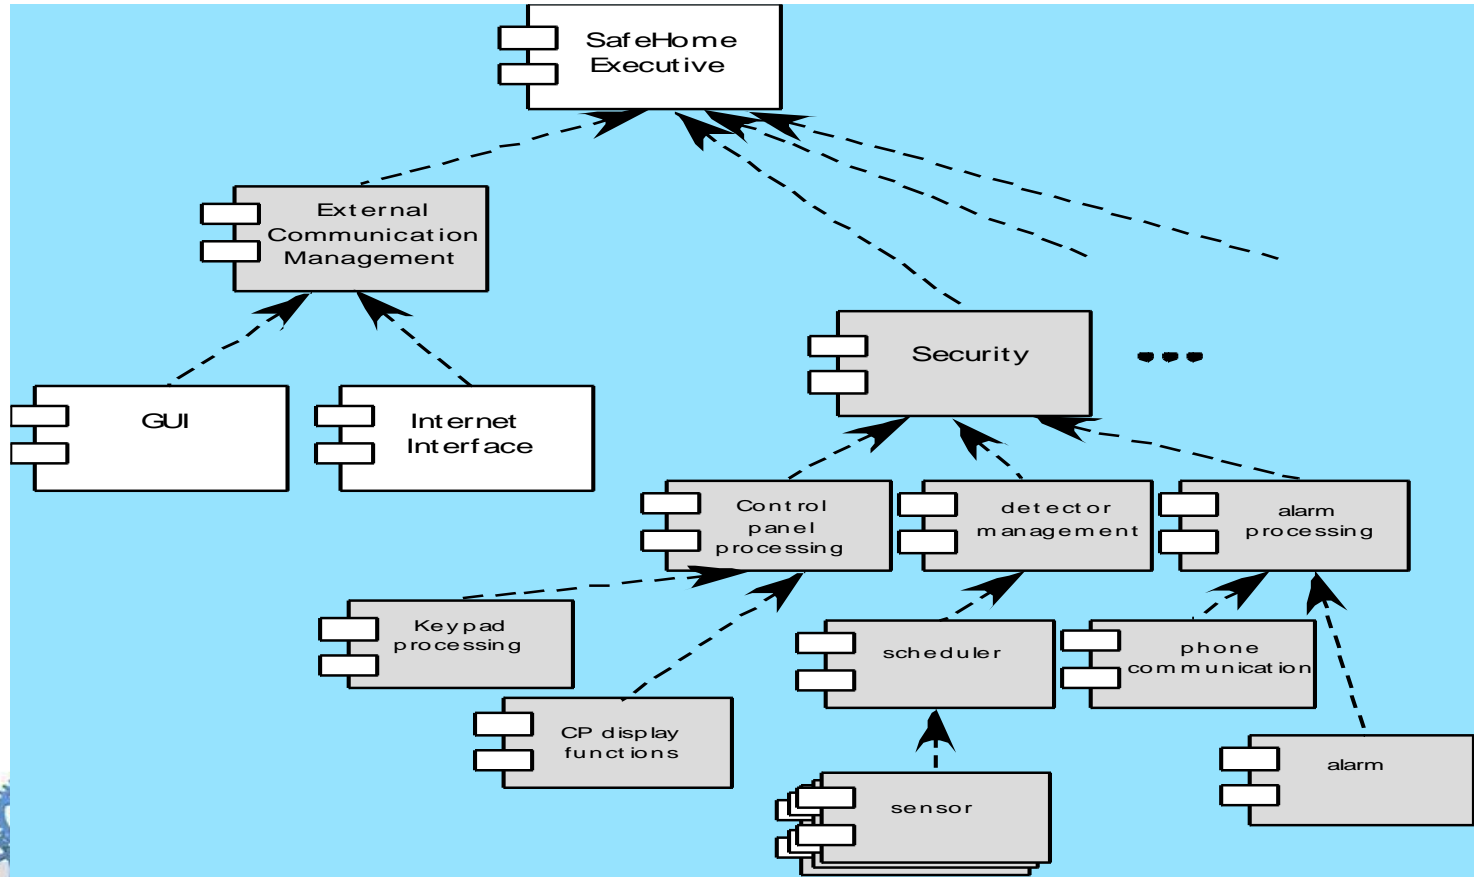 SafeHome
Executive
External
Communication
Management
GUI
Internet
Interface
Security
Control
panel
processing
detector
management
alarm
processing
Keypad
processing
CP display
functions
scheduler
phone
communication
sensor
alarm